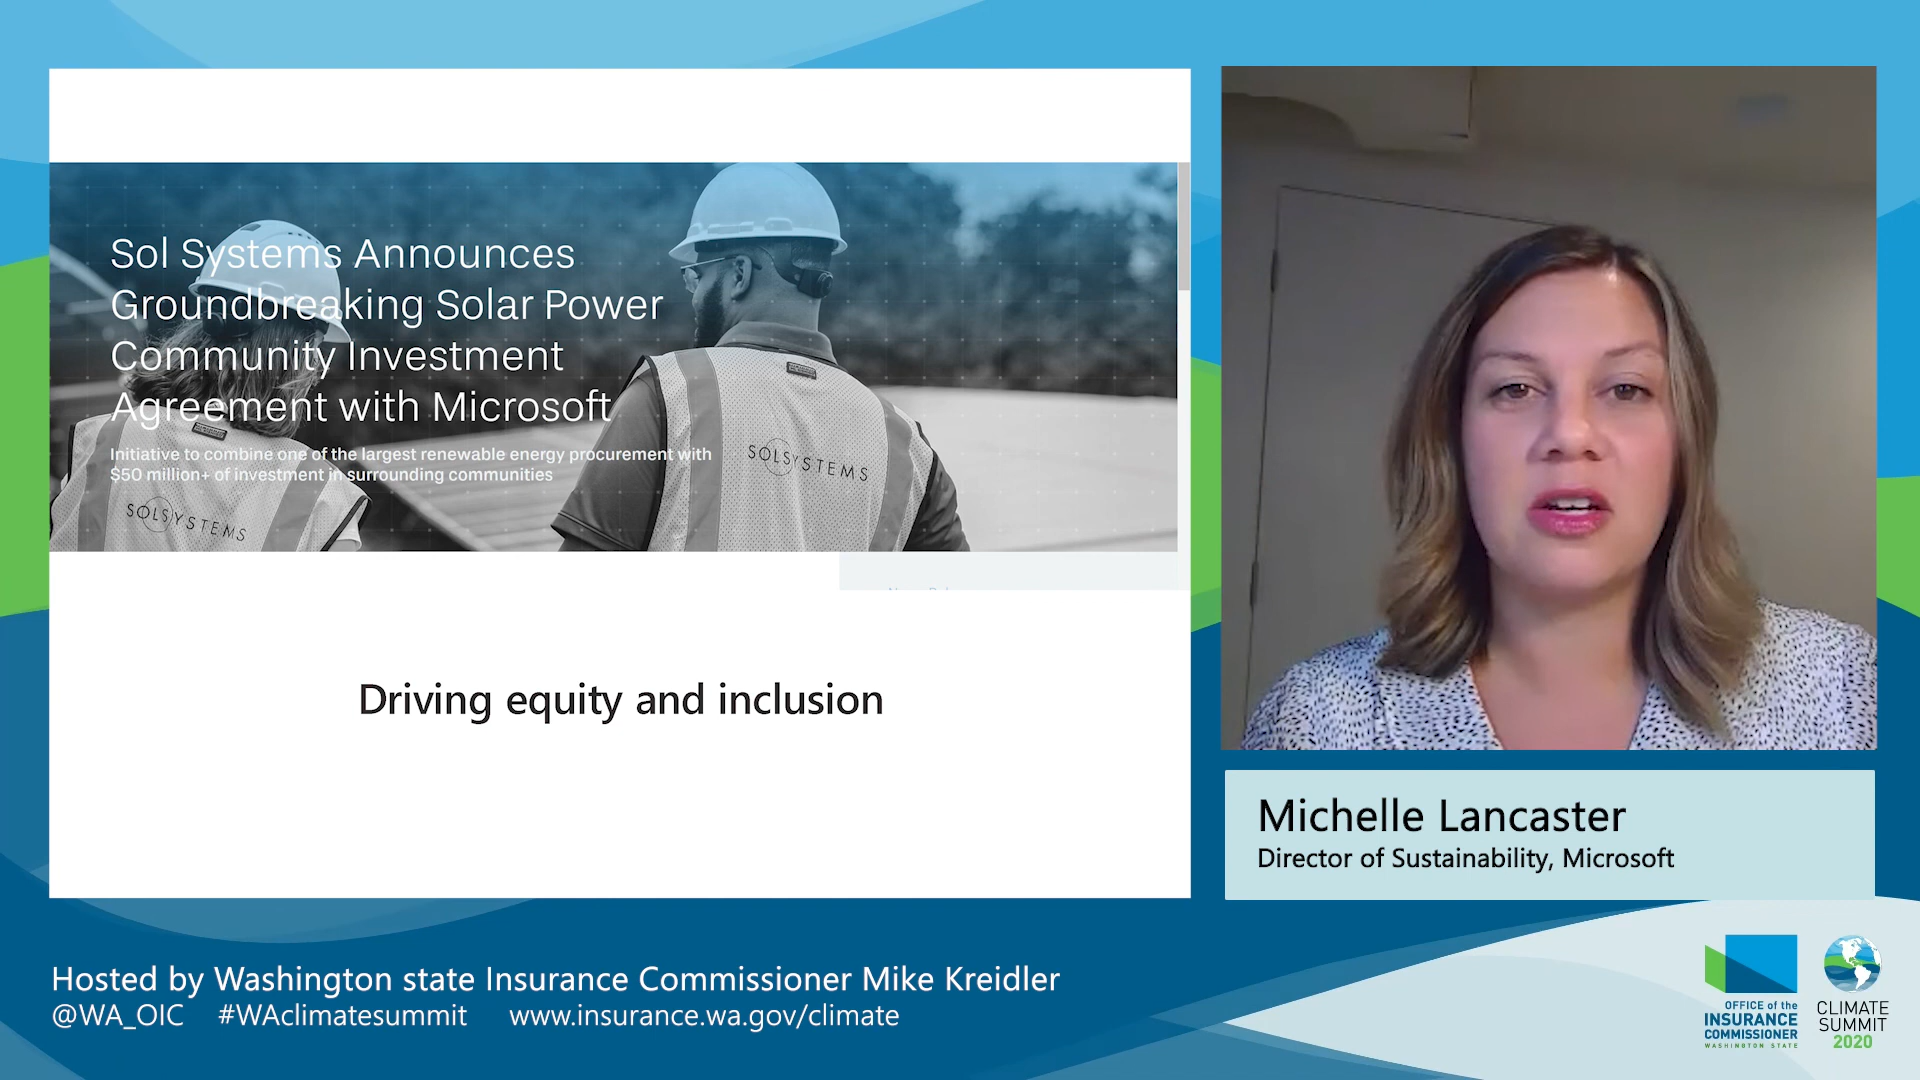 Sol Systems Announces
Groundbreaking Solar Power
Community Investment
Agreement with Microsoft
Initiative to combine one of the largest renewable energy procurement with
$50 million+ of investment in surrounding communities
SOLSYSTEMS
SOLSYSTEMS
Driving equity and inclusion
Michelle Lancaster
Director of Sustainability, Microsoft
Hosted by Washington state Insurance Commissioner Mike Kreidler
@WA_OIC #WAclimatesummit www.insurance.wa.gov/climate
OFFICE of the
INSURANCE
COMMISSIONER
WASHINGTON STATE
CLIMATE
SUMMIT
2020